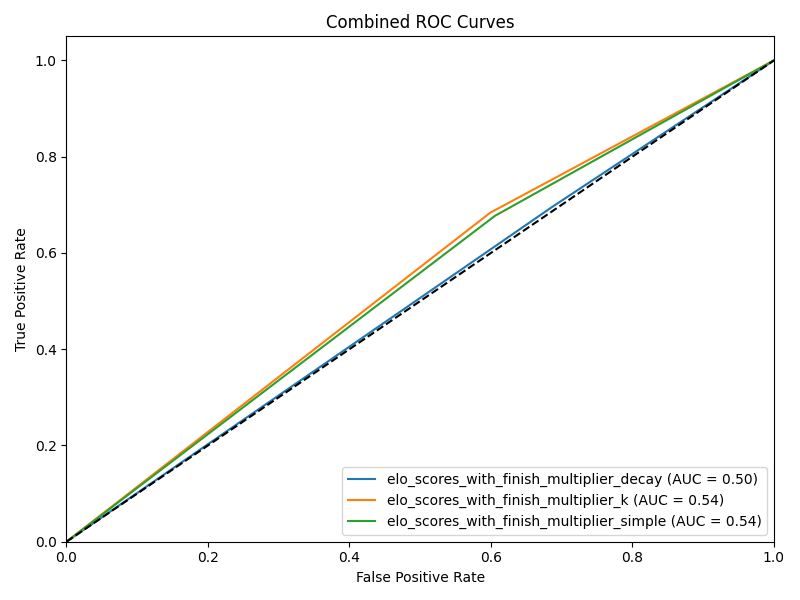 Combined ROC Curves
True Positive Rate
1.0
0.8
0.6
0.4
0.2
0.0
elo_scores_with_finish_multiplier_decay (AUC = 0.50)
elo_scores_with_finish_multiplier_k (AUC = 0.54)
elo_scores_with_finish_multiplier_simple (AUC = 0.54)
0.0 0.2 0.4 0.6 0.8 1.0
False Positive Rate